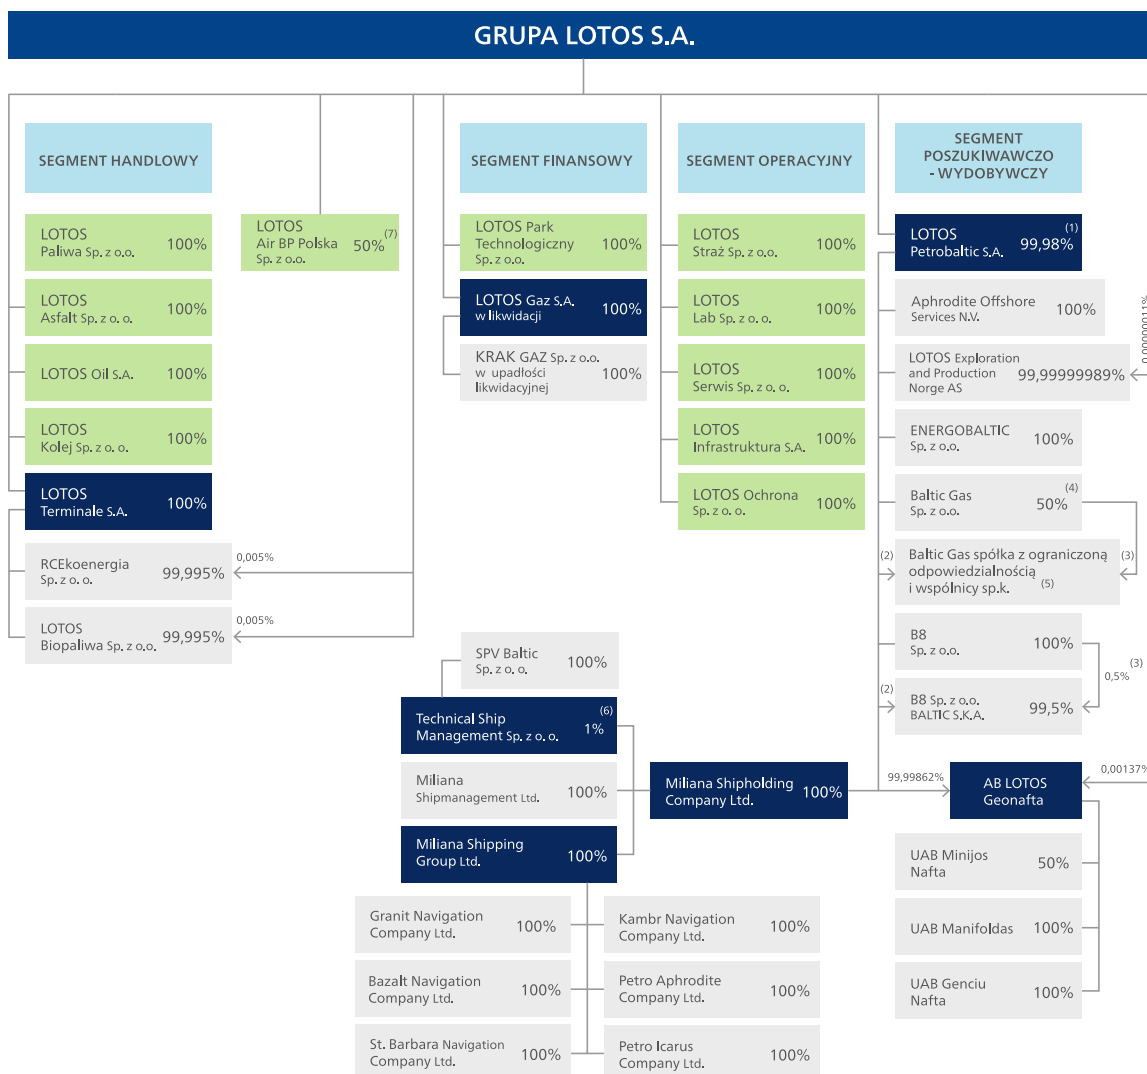 GRUPA LOTOS S.A.
SEGMENT HANDLOWY
LOTOS
Paliwa Sp. z o.o.
100%
LOTOS
Asfalt Sp. z o. o.
100%
LOTOS Oil S.A.
100%
LOTOS
Kolej Sp. z o. o.
100%
LOTOS
Terminale S.A.
100%
RCEkoenergia
Sp. z o. o.
99,995%
0,005%
LOTOS
Biopaliwa Sp. z o.o.
99,995%
0,005%
LOTOS
Air BP Polska
Sp. z o.o.
50%
(7)
SEGMENT FINANSOWY
LOTOS Park
Technologiczny
Sp. z o.o.
100%
LOTOS Gaz S.A.
w likwidacji
100%
KRAK GAZ Sp. z o.o.
w upadłości
likwidacyjnej
100%
SEGMENT OPERACYJNY
LOTOS
Straż Sp. z o.o.
100%
LOTOS
Lab Sp. z o. o.
100%
LOTOS
Serwis Sp. z o. o.
100%
LOTOS
Infrastruktura S.A.
100%
LOTOS Ochrona
Sp. z o. o.
100%
SEGMENT
POSZUKIWAWCZO
- WYDOBYWCZY
LOTOS
Petrobaltic S.A.
99,98%
(1)
Aphrodite Offshore
Services N.V.
100%
LOTOS Exploration
and Production
Norge AS
99,99999989%
0,00000011%
ENERGOBALTIC
Sp. z o.o.
100%
Baltic Gas
Sp. z o.o.
50%
(4)
(2)
Baltic Gas spółka z ograniczoną
odpowiedzialnością
i wspólnicy sp.k.
(5)
(3)
B8
Sp. z o.o.
100%
0,5%
(3)
(2)
B8 Sp. z o.o.
BALTIC S.K.A.
99,5%
SPV Baltic
Sp. z o. o.
100%
Technical Ship
Management Sp. z o. o.
1%
(6)
Miliana
Shipmanagement Ltd.
100%
Miliana Shipping
Group Ltd.
100%
Miliana Shipholding
Company Ltd.
100%
99,99862%
AB LOTOS
Geonafta
0,00137%
UAB Minijos
Nafta
50%
UAB Manifoldas
100%
UAB Genciu
Nafta
100%
Granit Navigation
Company Ltd.
100%
Kambr Navigation
Company Ltd.
100%
Bazalt Navigation
Company Ltd.
100%
Petro Aphrodite
Company Ltd.
100%
St. Barbara Navigation
Company Ltd.
100%
Petro Icarus
Company Ltd.
100%